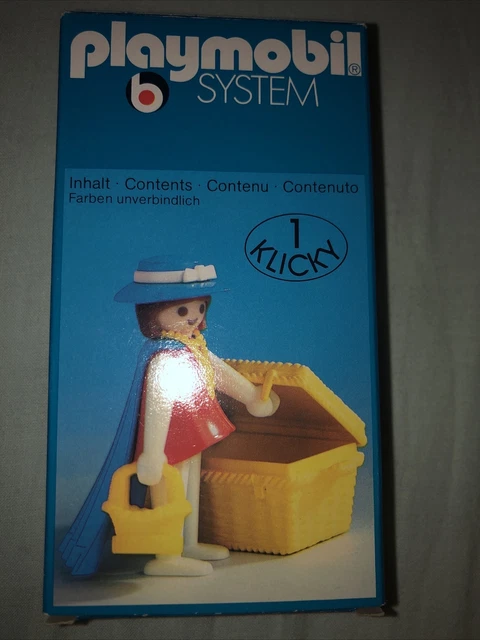 playmobil®
b SYSTEM
Inhalt · Contents · Contenu · Contenuto
Farben unverbindlich
1
KLICKY